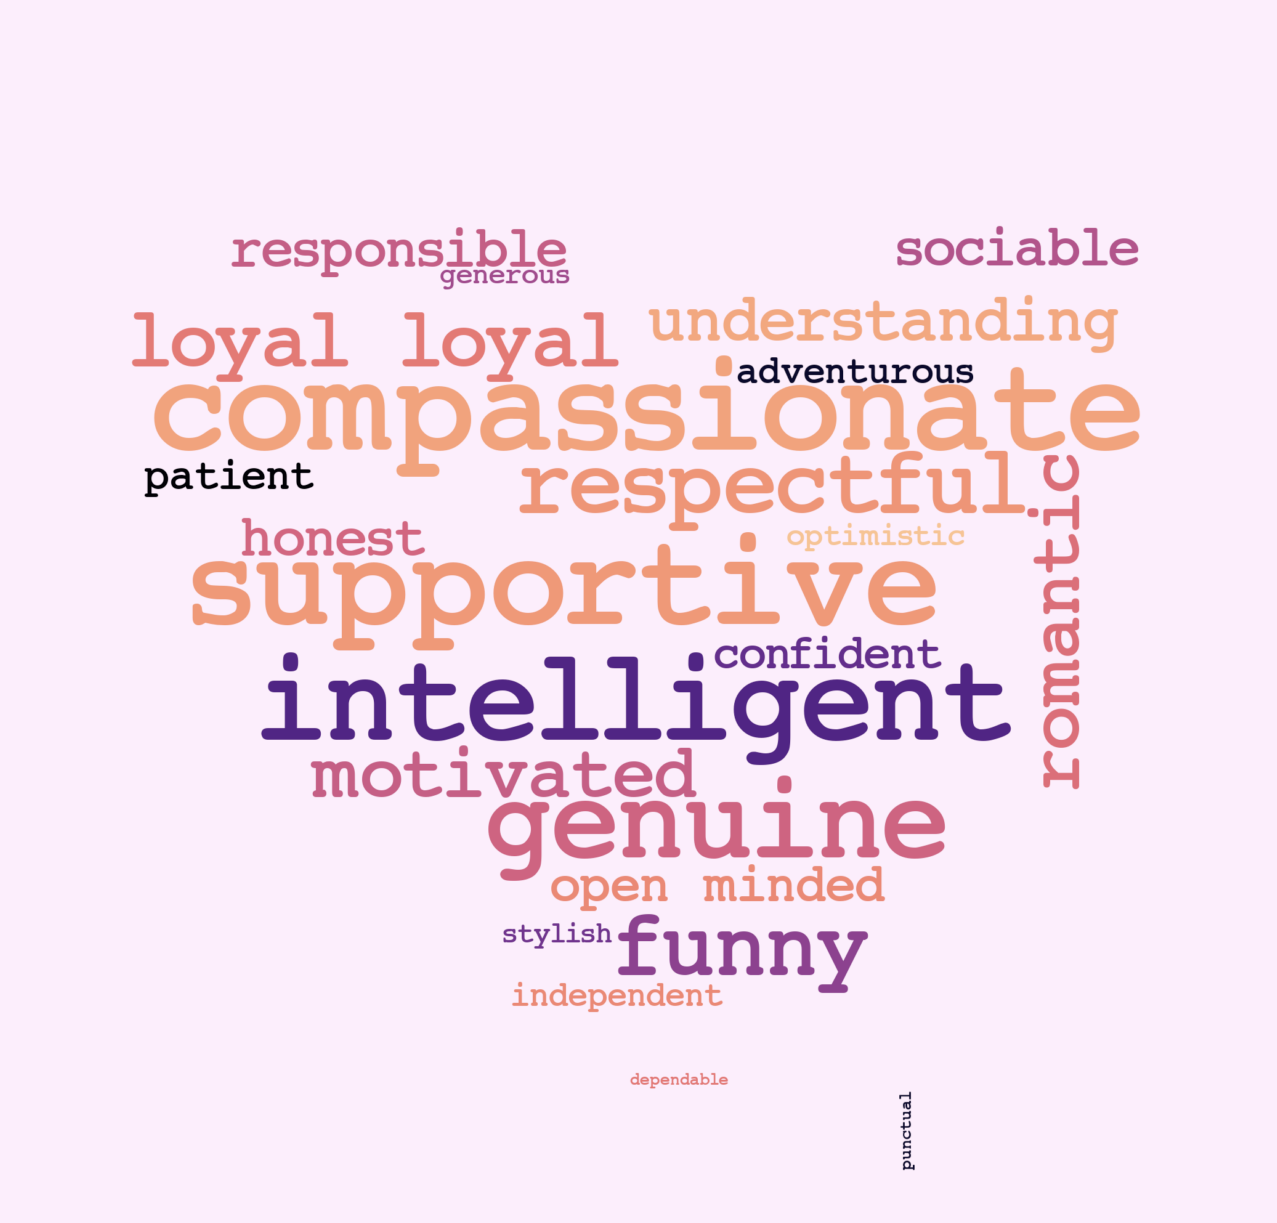 responsible
sociable
generous
understanding
loyal loyal
adventurous
compassionate
patient
respectful
romantic
honest
optimistic
supportive
confident
intelligent
motivated
genuine
open minded
stylish
funny
independent
dependable
punctual